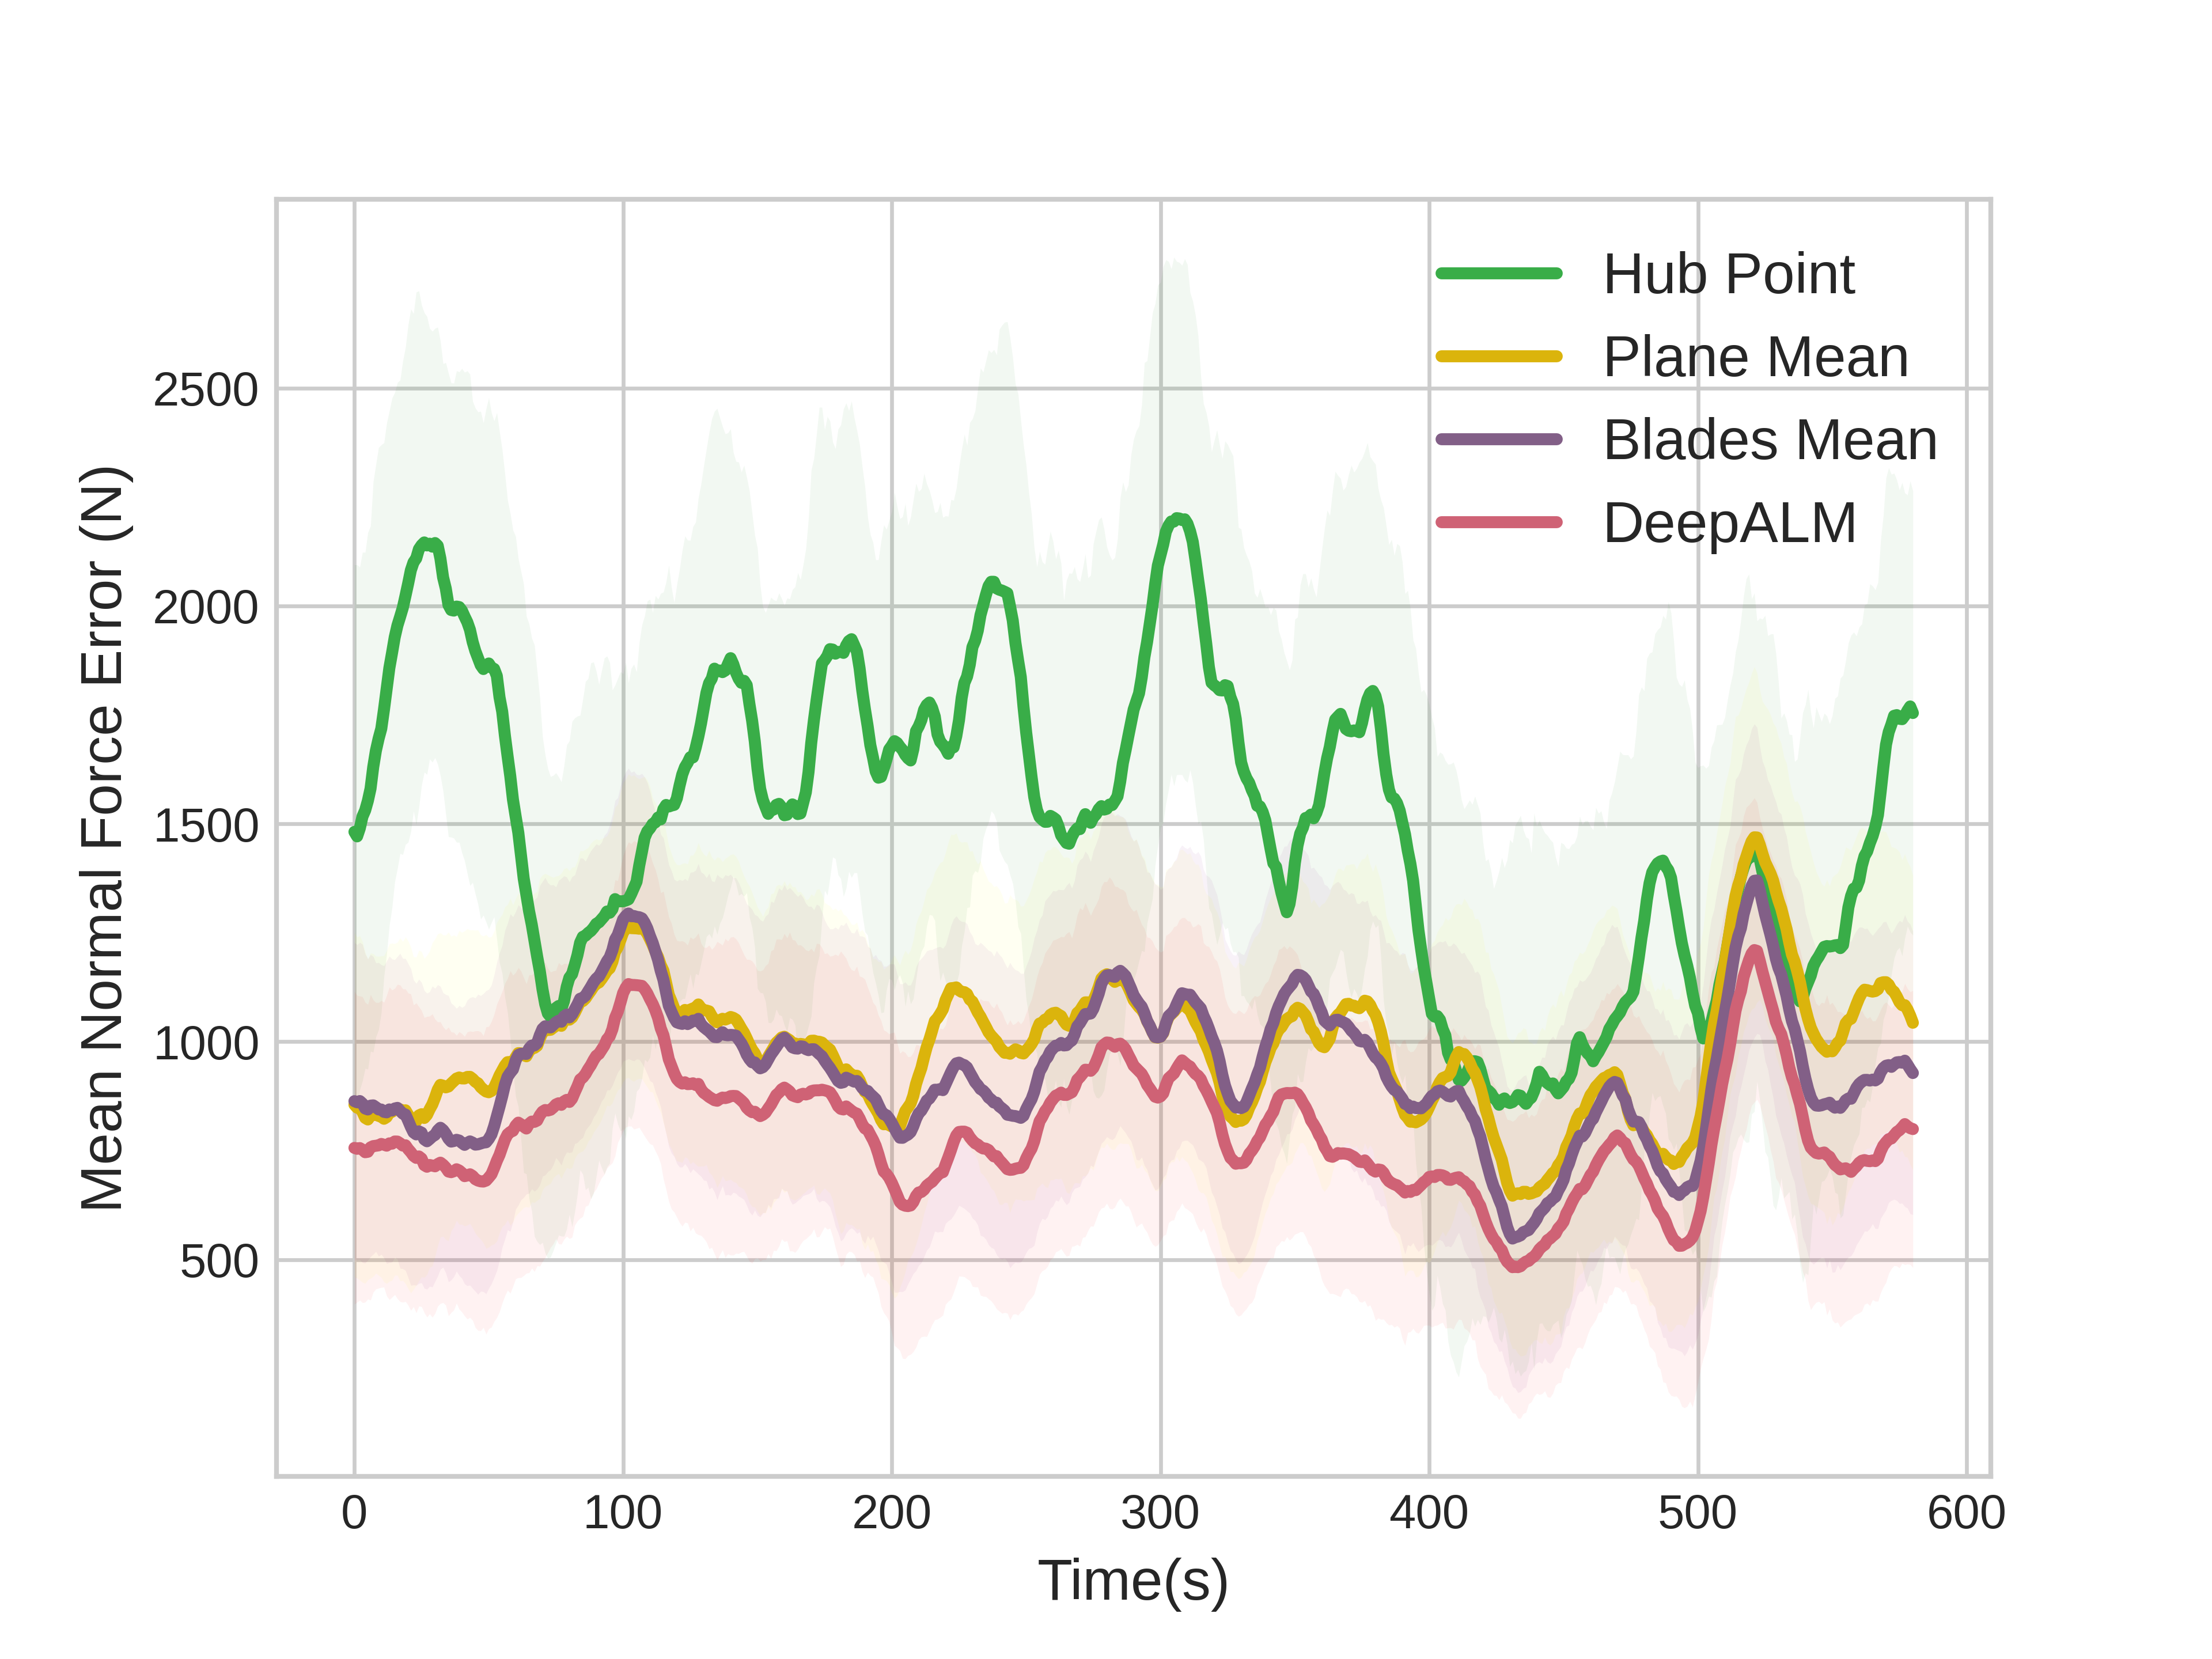 Hub Point
Plane Mean
Blades Mean
DeepALM
Mean Normal Force Error (N)
2500
2000
1500
1000
500
0 100 200 300 400 500 600
Time(s)